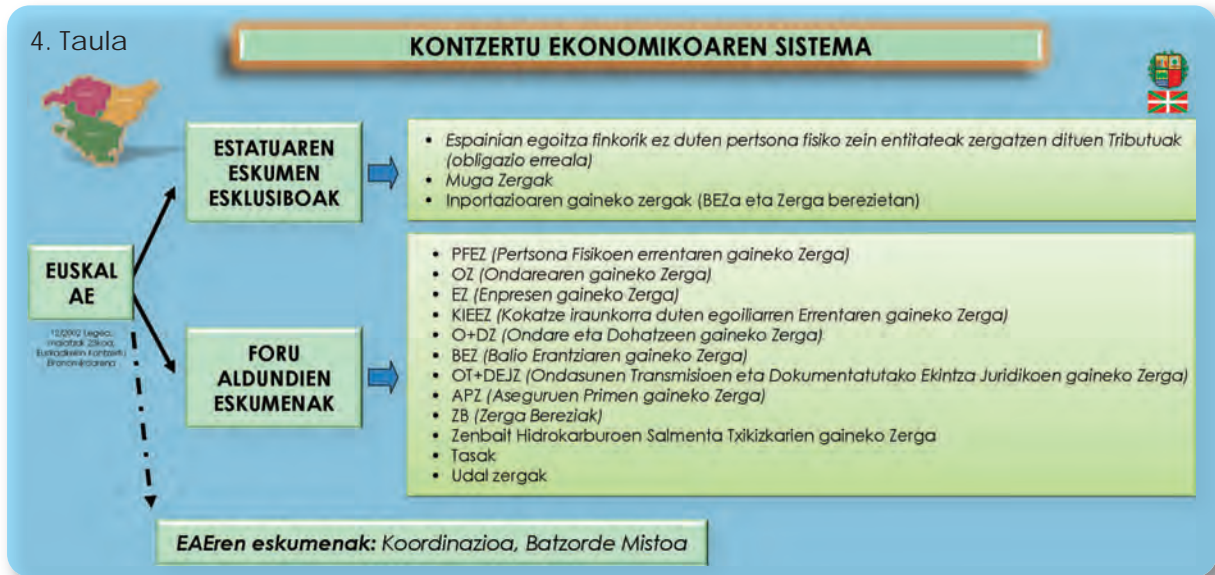 4. Taula
KONTZERTU EKONOMIKOAREN SISTEMA
ESTATUAREN
ESKUMEN
ESKLUSIBOAK
• Espainian egoitza finkorik ez duten pertsona fisiko zein entitateak zergatzen dituen Tributuak
(obligazio erreala)
• Muga Zergak
• Inportazioaren gaineko zergak (BEZa eta Zerga berezietan)
EUSKAL
AE
12/2002 Legea,
maiatzak 23koa,
Ekonomikoarena
FORU
ALDUNDIEN
ESKUMENAK
• PFEZ (Pertsona Fisikoen errentaren gaineko Zerga)
• OZ (Ondarearen gaineko Zerga)
• EZ (Enpresen gaineko Zerga)
• KIEEZ (Kokatze iraunkorra duten egoiliarren Errentaren gaineko Zerga)
• O+DZ (Ondare eta Dohatzeen gaineko Zerga)
• BEZ (Balio Erantziaren gaineko Zerga)
• OT+DEJZ (Ondasunen Transmisioen eta Dokumentatutako Ekintza Juridikoen gaineko Zerga)
• APZ (Aseguruen Primen gaineko Zerga)
• ZB (Zerga Bereziak)
• Zenbait Hidrokarburoen Salmenta Txikizkarien gaineko Zerga
• Tasak
• Udal zergak
EAEren eskumenak: Koordinazioa, Batzorde Mistoa